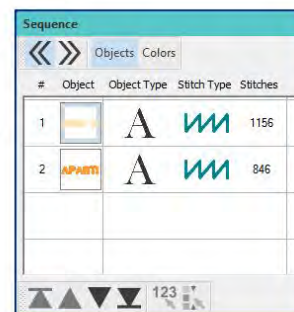 Sequence
Objects Colors
# Object Object Type Stitch Type Stitches
1 A 1156
2 APARTI A 846
123